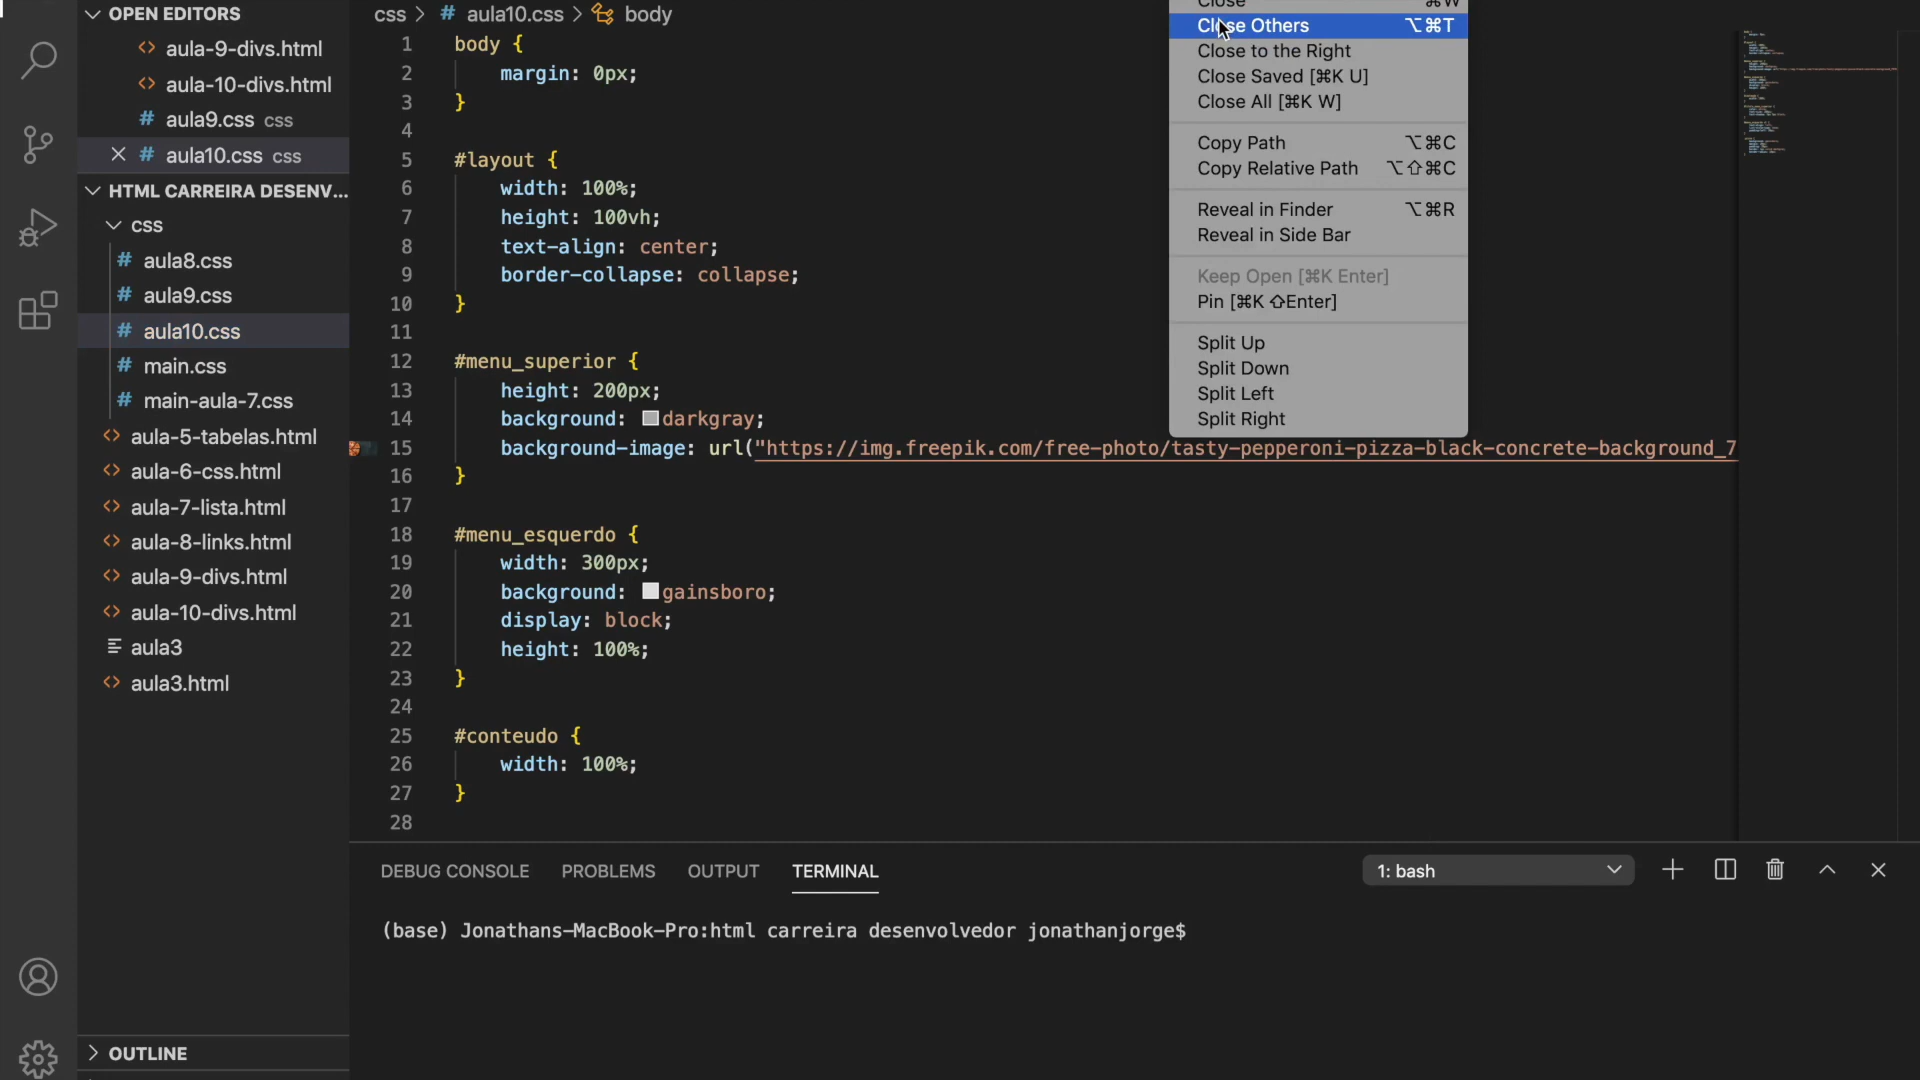 OPEN EDITORS
aula-9-divs.html
aula-10-divs.html
aula9.css css
aula10.css css
HTML CARREIRA DESENV...
css
aula8.css
aula9.css
aula10.css
main.css
main-aula-7.css
aula-5-tabelas.html
aula-6-css.html
aula-7-lista.html
aula-8-links.html
aula-9-divs.html
aula-10-divs.html
aula3
aula3.html
OUTLINE
css > # aula10.css > body
1 body {
2 margin: 0px;
3 }
4
5 #layout {
6 width: 100%;
7 height: 100vh;
8 text-align: center;
9 border-collapse: collapse;
10 }
11
12 #menu_superior {
13 height: 200px;
14 background: darkgray;
15 background-image: url("https://img.freepik.com/free-photo/tasty-pepperoni-pizza-black-concrete-background_7
16 }
17
18 #menu_esquerdo {
19 width: 300px;
20 background: gainsboro;
21 display: block;
22 height: 100%;
23 }
24
25 #conteudo {
26 width: 100%;
27 }
28
Close ⌘W
Close Others ⌥⌘T
Close to the Right
Close Saved [⌘K U]
Close All [⌘K W]
Copy Path ⌥⌘C
Copy Relative Path ⌥⇧⌘C
Reveal in Finder ⌥⌘R
Reveal in Side Bar
Keep Open [⌘K Enter]
Pin [⌘K ⇧Enter]
Split Up
Split Down
Split Left
Split Right
DEBUG CONSOLE PROBLEMS OUTPUT TERMINAL
1: bash
(base) Jonathans-MacBook-Pro:html carreira desenvolvedor jonathanjorge$